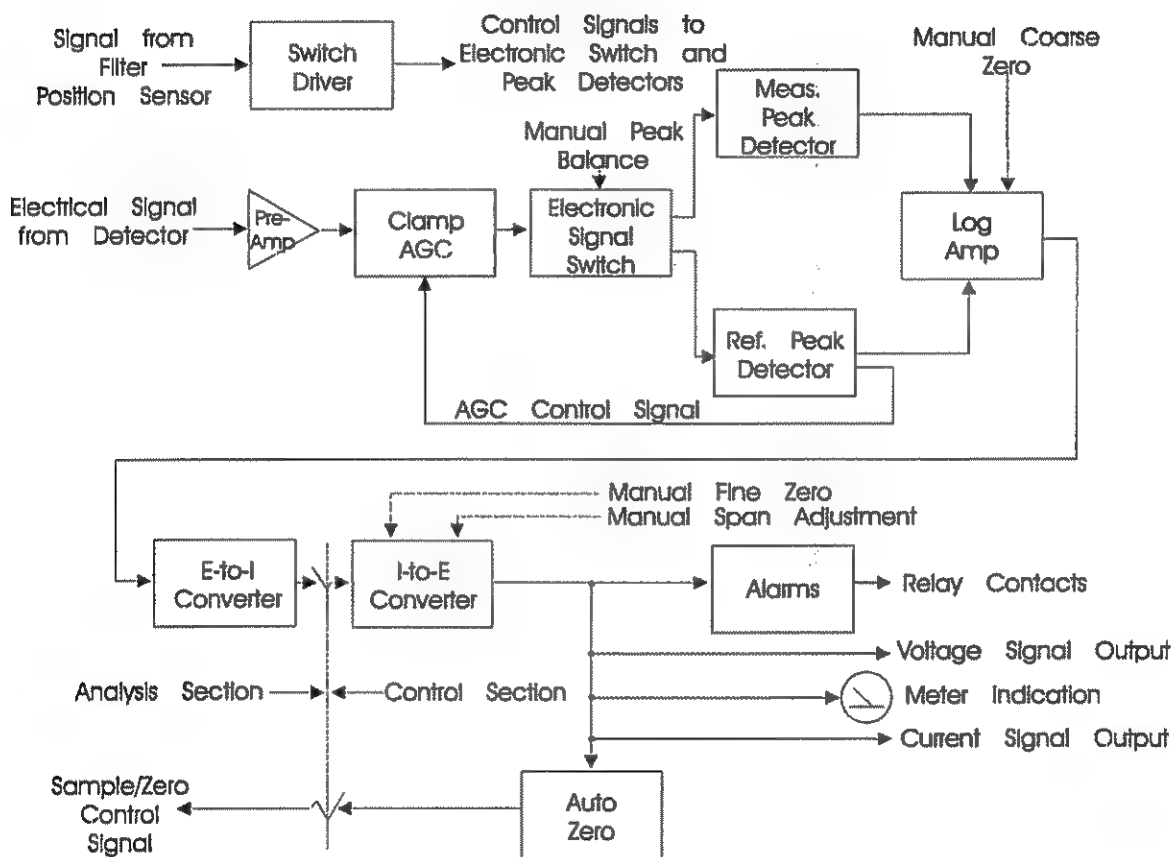 Signal from
Filter
Position Sensor
Switch
Driver
Control Signals to
Electronic Switch and
Peak Detectors
Manual Coarse
Zero
Meas.
Peak
Detector
Manual Peak
Balance
Electrical Signal
from Detector
Pre-
Amp
Clamp
AGC
Electronic
Signal
Switch
Log
Amp
Ref. Peak
Detector
AGC Control Signal
Manual Fine Zero
Manual Span Adjustment
E-to-I
Converter
I-to-E
Converter
Alarms
Relay Contacts
Voltage Signal Output
Analysis Section
Control Section
Meter Indication
Current Signal Output
Sample/Zero
Control
Signal
Auto
Zero